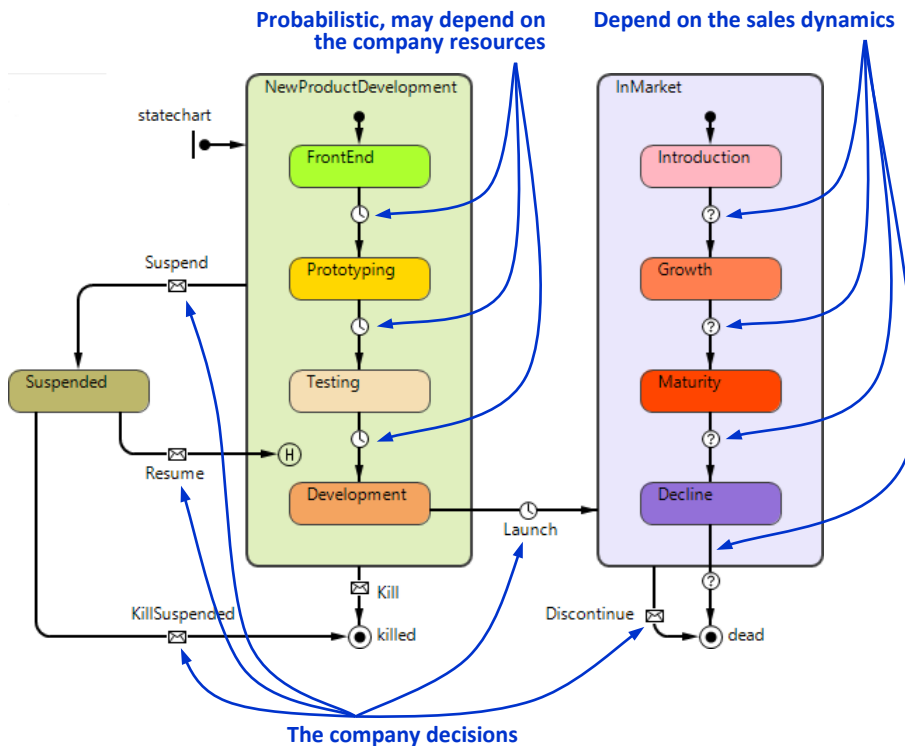 Probabilistic, may depend on
the company resources
Depend on the sales dynamics
statechart
NewProductDevelopment
FrontEnd
Prototyping
Testing
Development
Suspend
Suspended
Resume
H
KillSuspended
Kill
killed
Launch
InMarket
Introduction
?
Growth
?
Maturity
?
Decline
?
Discontinue
dead
The company decisions